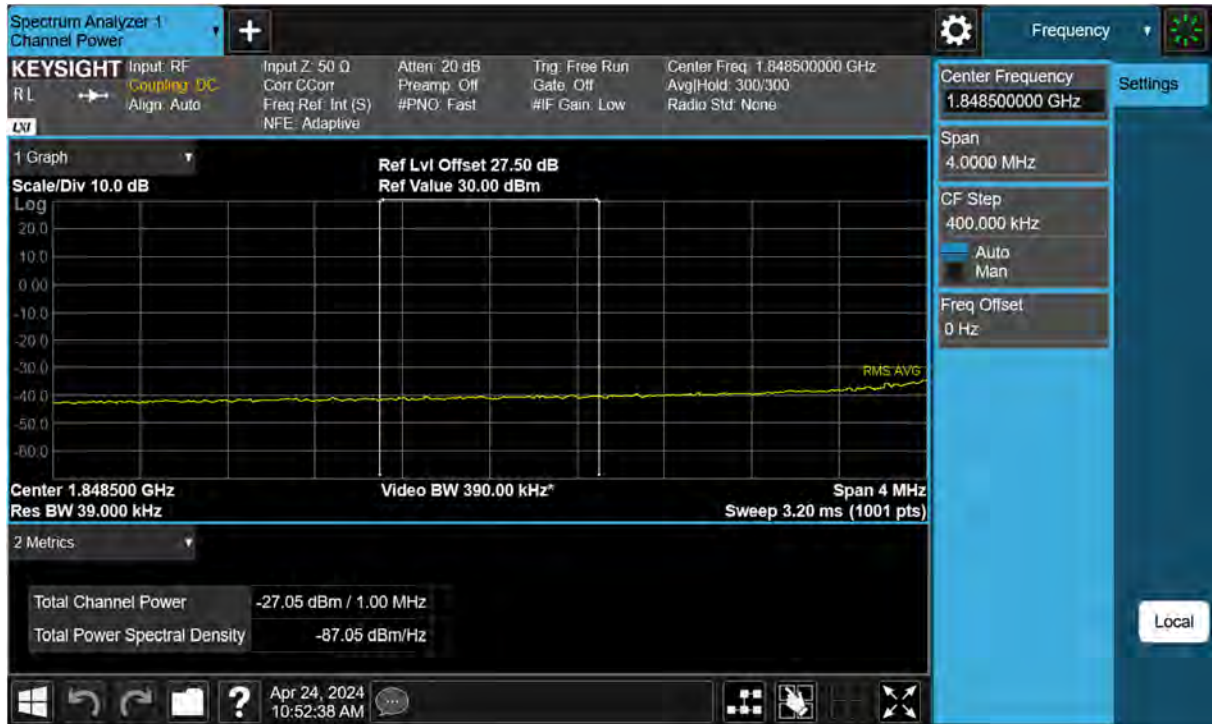 Spectrum Analyzer 1
Channel Power
Frequency
KEYSIGHT
RL
LXI
Input: RF
Coupling: DC
Align: Auto
Input Z: 50 Ω
Corr CCorr
Freq Ref: Int (S)
NFE: Adaptive
Atten: 20 dB
Preamp: Off
#PNO: Fast
Trig: Free Run
Gate: Off
#IF Gain: Low
Center Freq: 1.848500000 GHz
Avg|Hold: 300/300
Radio Std: None
Center Frequency
1.848500000 GHz
Settings
Span
4.0000 MHz
CF Step
400.000 kHz
Auto
Man
Freq Offset
0 Hz
1 Graph
Scale/Div 10.0 dB
Ref Lvl Offset 27.50 dB
Ref Value 30.00 dBm
Log
20.0
10.0
0.00
-10.0
-20.0
-30.0
-40.0
-50.0
-60.0
RMS AVG
Center 1.848500 GHz
Res BW 39.000 kHz
Video BW 390.00 kHz*
Span 4 MHz
Sweep 3.20 ms (1001 pts)
2 Metrics
Total Channel Power -27.05 dBm / 1.00 MHz
Total Power Spectral Density -87.05 dBm/Hz
Local
?
Apr 24, 2024
10:52:38 AM